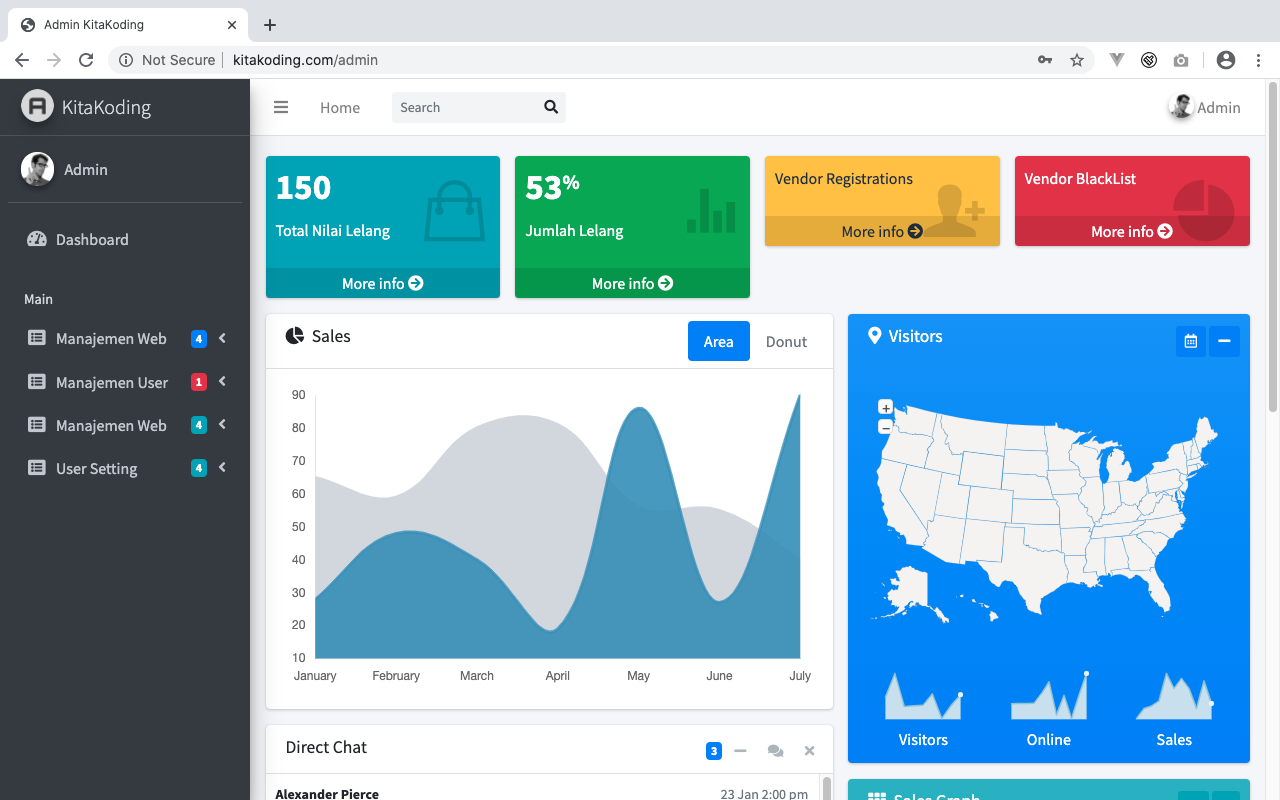 Admin KitaKoding
Not Secure
kitakoding.com/admin
KitaKoding
Home
Search
Admin
Admin
Dashboard
Main
Manajemen Web 4
Manajemen User 1
Manajemen Web 4
User Setting 4
150
Total Nilai Lelang
More info
53%
Jumlah Lelang
More info
Vendor Registrations
More info
Vendor BlackList
More info
Sales
Area
Donut
90
80
70
60
50
40
30
20
10
January February March April May June July
Visitors
+
−
Visitors Online Sales
Direct Chat
3
Alexander Pierce
23 Jan 2:00 pm
Sales Graph